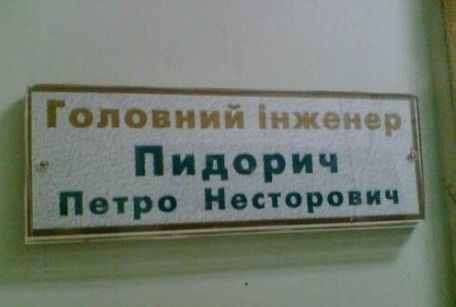 Головний інженер
Пидорич
Петро Несторович